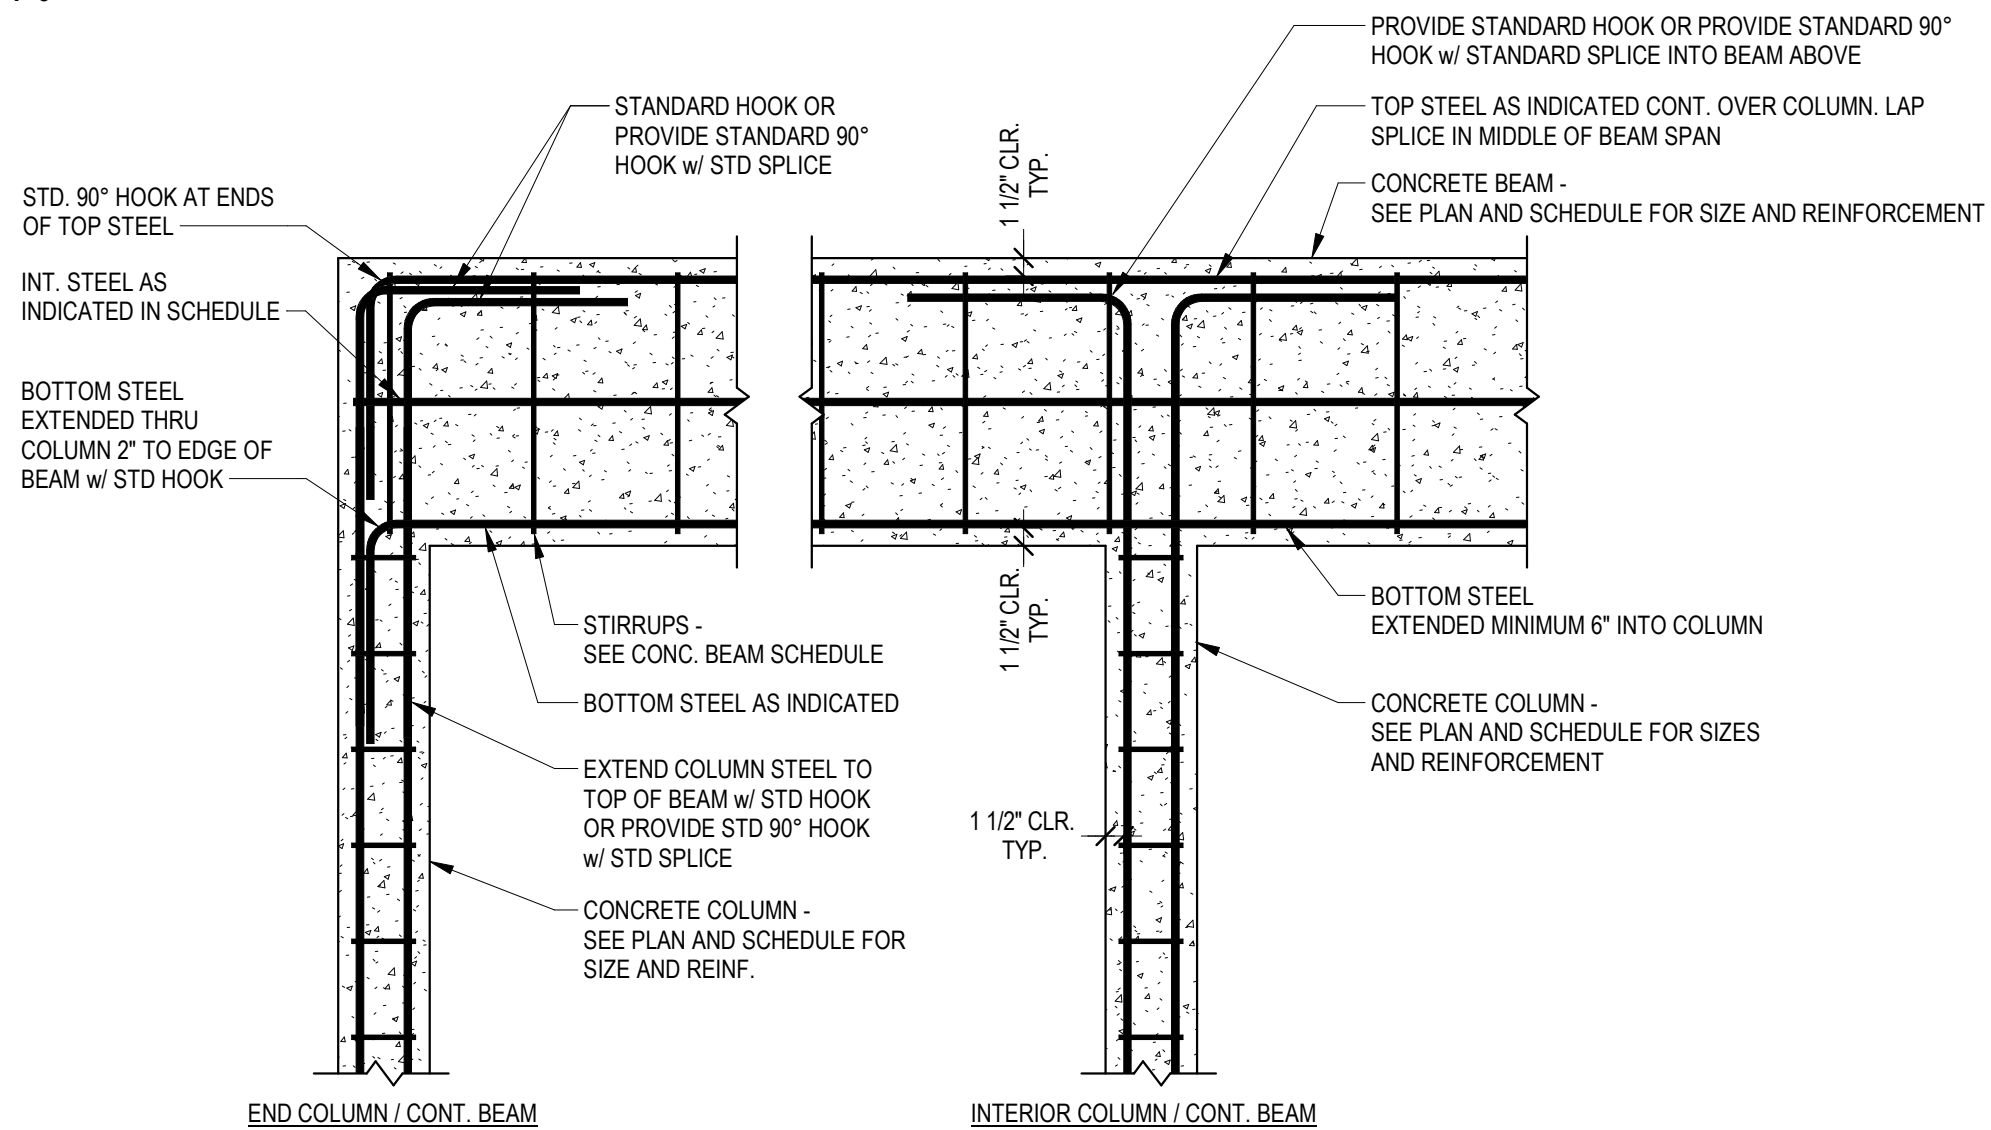 PROVIDE STANDARD HOOK OR PROVIDE STANDARD 90°
HOOK w/ STANDARD SPLICE INTO BEAM ABOVE
STANDARD HOOK OR
PROVIDE STANDARD 90°
HOOK w/ STD SPLICE
1 1/2" CLR.
TYP.
TOP STEEL AS INDICATED CONT. OVER COLUMN. LAP
SPLICE IN MIDDLE OF BEAM SPAN
CONCRETE BEAM -
SEE PLAN AND SCHEDULE FOR SIZE AND REINFORCEMENT
STD. 90° HOOK AT ENDS
OF TOP STEEL
INT. STEEL AS
INDICATED IN SCHEDULE
BOTTOM STEEL
EXTENDED THRU
COLUMN 2" TO EDGE OF
BEAM w/ STD HOOK
STIRRUPS -
SEE CONC. BEAM SCHEDULE
BOTTOM STEEL AS INDICATED
EXTEND COLUMN STEEL TO
TOP OF BEAM w/ STD HOOK
OR PROVIDE STD 90° HOOK
w/ STD SPLICE
CONCRETE COLUMN -
SEE PLAN AND SCHEDULE FOR
SIZE AND REINF.
1 1/2" CLR.
TYP.
BOTTOM STEEL
EXTENDED MINIMUM 6" INTO COLUMN
CONCRETE COLUMN -
SEE PLAN AND SCHEDULE FOR SIZES
AND REINFORCEMENT
1 1/2" CLR.
TYP.
END COLUMN / CONT. BEAM
INTERIOR COLUMN / CONT. BEAM